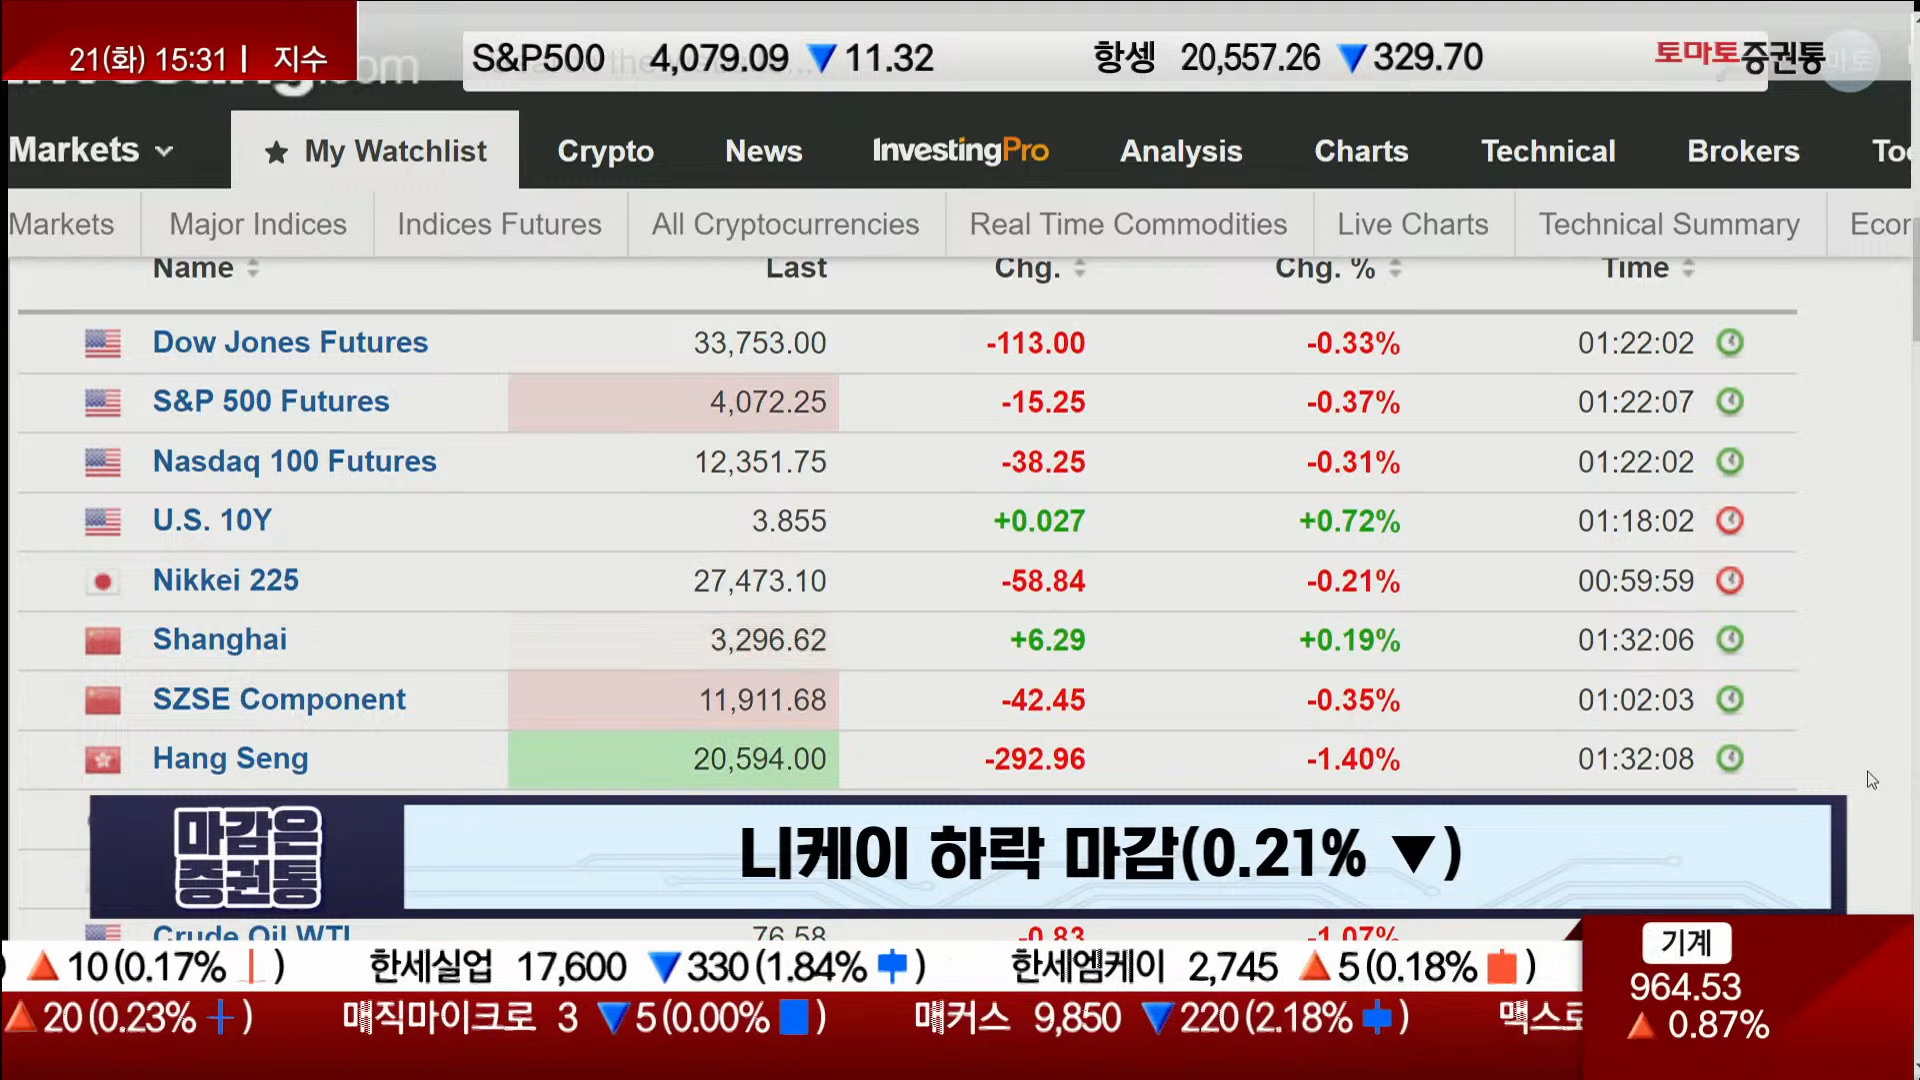 21(화) 15:31 | 지수
S&P500 4,079.09 ▼11.32 항셍 20,557.26 ▼329.70
토마토증권통
Markets My Watchlist Crypto News InvestingPro Analysis Charts Technical Brokers
Markets Major Indices Indices Futures All Cryptocurrencies Real Time Commodities Live Charts Technical Summary
Name Last Chg. Chg. % Time
Dow Jones Futures 33,753.00 -113.00 -0.33% 01:22:02
S&P 500 Futures 4,072.25 -15.25 -0.37% 01:22:07
Nasdaq 100 Futures 12,351.75 -38.25 -0.31% 01:22:02
U.S. 10Y 3.855 +0.027 +0.72% 01:18:02
Nikkei 225 27,473.10 -58.84 -0.21% 00:59:59
Shanghai 3,296.62 +6.29 +0.19% 01:32:06
SZSE Component 11,911.68 -42.45 -0.35% 01:02:03
Hang Seng 20,594.00 -292.96 -1.40% 01:32:08
마감은
증권통
니케이 하락 마감(0.21% ▼)
Crude Oil WTI 76.58 -0.83 -1.07%
▲10(0.17% ) 한세실업 17,600 ▼330(1.84% ) 한세엠케이 2,745 ▲5(0.18% )
▲20(0.23% ) 매직마이크로 3 ▼5(0.00% ) 매커스 9,850 ▼220(2.18% )
기계
964.53
▲ 0.87%